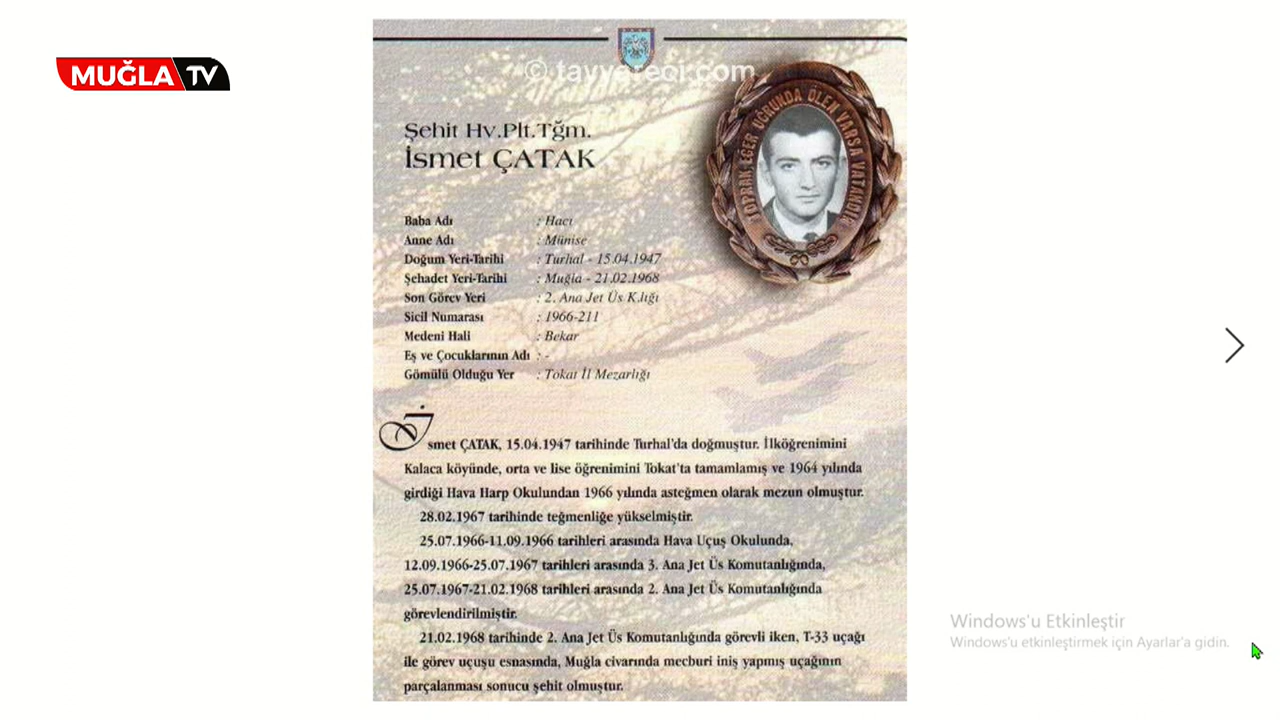 MUĞLA TV
© tayyareci.com
TOPRAK EĞER UĞRUNDA ÖLEN VARSA VATANDIR
Şehit Hv.Plt.Tğm.
İsmet ÇATAK
Baba Adı : Hacı
Anne Adı : Münise
Doğum Yeri-Tarihi : Turhal - 15.04.1947
Şehadet Yeri-Tarihi : Muğla - 21.02.1968
Son Görev Yeri : 2. Ana Jet Üs K.lığı
Sicil Numarası : 1966-211
Medeni Hali : Bekar
Eş ve Çocuklarının Adı : -
Gömülü Olduğu Yer : Tokat İl Mezarlığı
İsmet ÇATAK, 15.04.1947 tarihinde Turhal'da doğmuştur. İlköğrenimini
Kalaca köyünde, orta ve lise öğrenimini Tokat'ta tamamlamış ve 1964 yılında
girdiği Hava Harp Okulundan 1966 yılında asteğmen olarak mezun olmuştur.
28.02.1967 tarihinde teğmenliğe yükselmiştir.
25.07.1966-11.09.1966 tarihleri arasında Hava Uçuş Okulunda,
12.09.1966-25.07.1967 tarihleri arasında 3. Ana Jet Üs Komutanlığında,
25.07.1967-21.02.1968 tarihleri arasında 2. Ana Jet Üs Komutanlığında
görevlendirilmiştir.
21.02.1968 tarihinde 2. Ana Jet Üs Komutanlığında görevli iken, T-33 uçağı
ile görev uçuşu esnasında, Muğla civarında mecburi iniş yapmış uçağının
parçalanması sonucu şehit olmuştur.
Windows'u Etkinleştir
Windows'u etkinleştirmek için Ayarlar'a gidin.